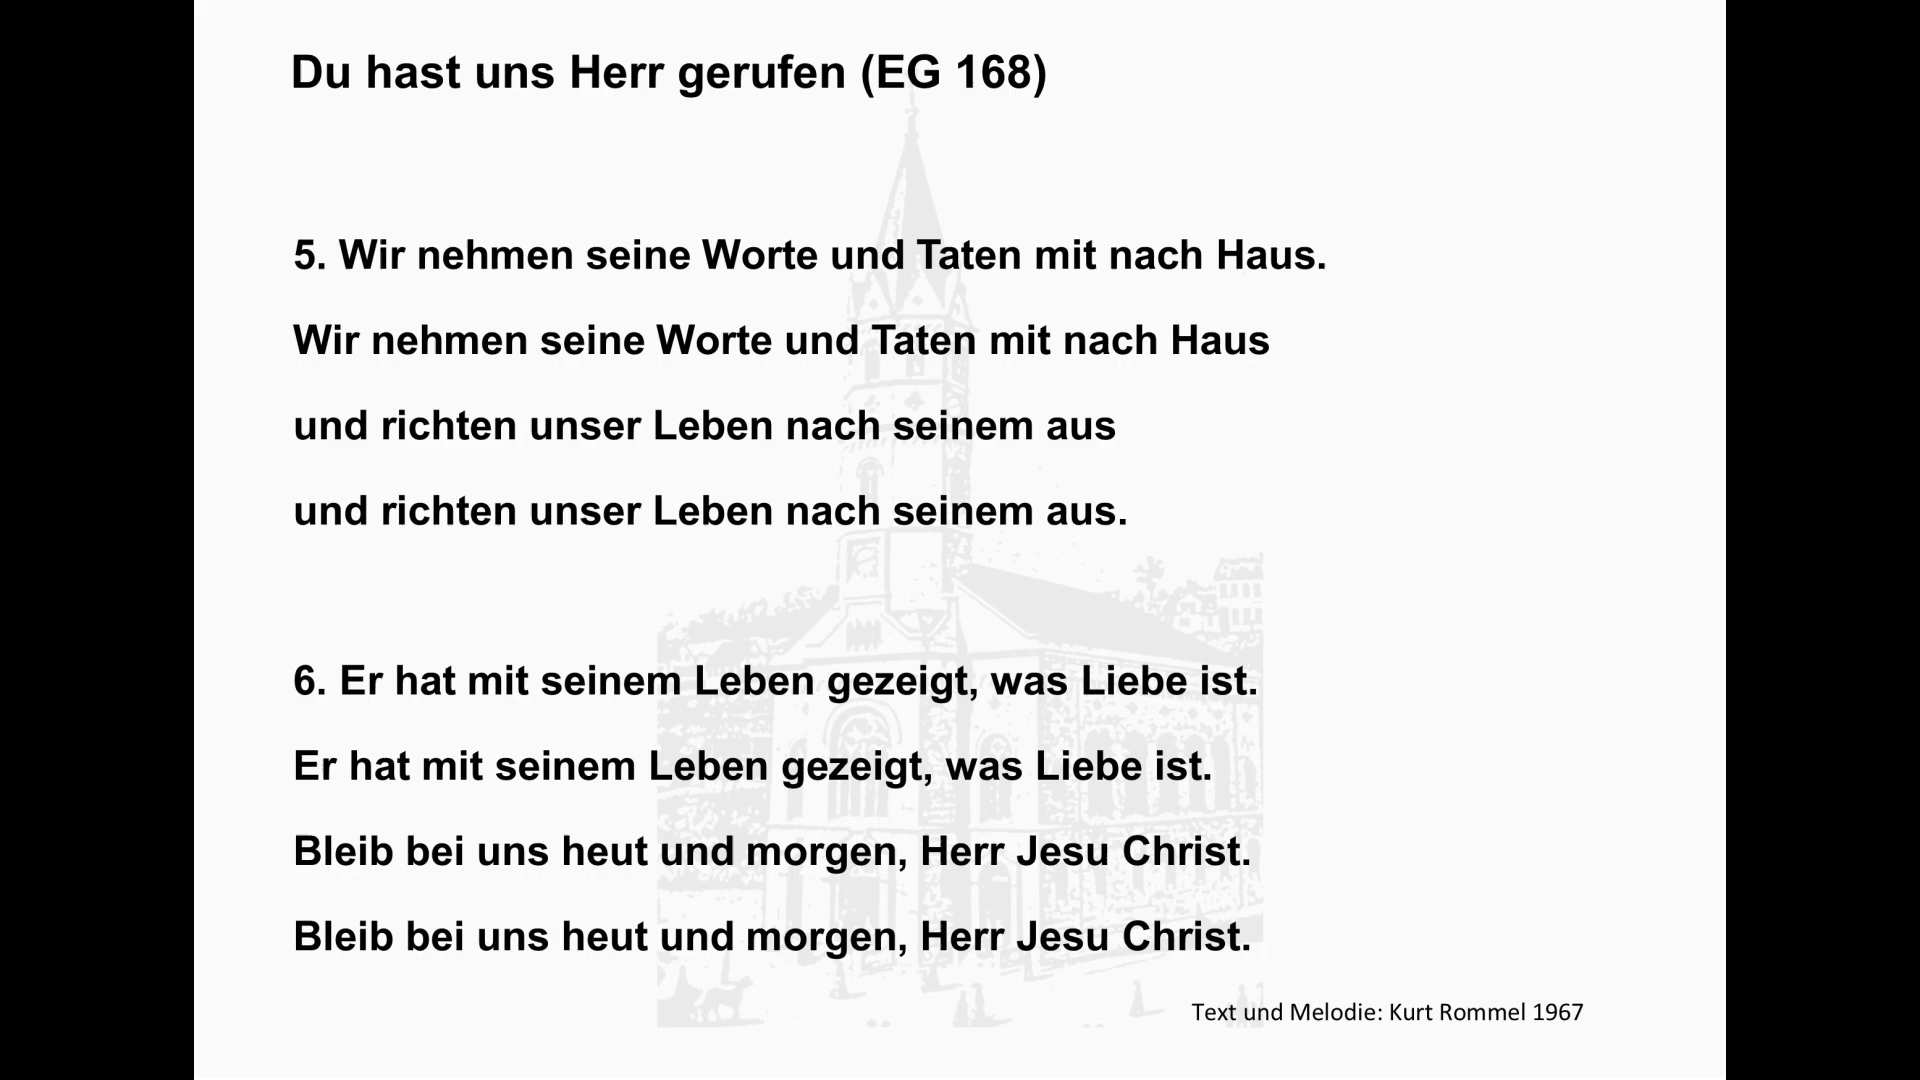 Du hast uns Herr gerufen (EG 168)
5. Wir nehmen seine Worte und Taten mit nach Haus.
Wir nehmen seine Worte und Taten mit nach Haus
und richten unser Leben nach seinem aus
und richten unser Leben nach seinem aus.
6. Er hat mit seinem Leben gezeigt, was Liebe ist.
Er hat mit seinem Leben gezeigt, was Liebe ist.
Bleib bei uns heut und morgen, Herr Jesu Christ.
Bleib bei uns heut und morgen, Herr Jesu Christ.
Text und Melodie: Kurt Rommel 1967